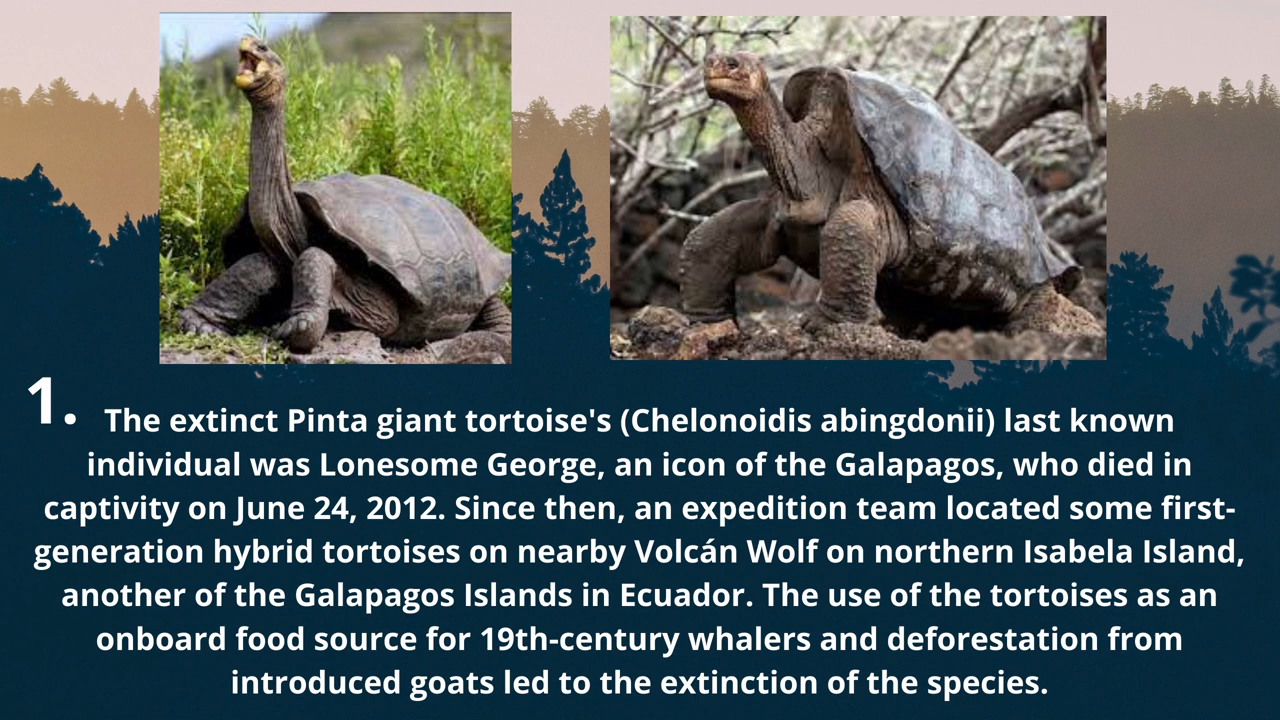 1.
The extinct Pinta giant tortoise's (Chelonoidis abingdonii) last known
individual was Lonesome George, an icon of the Galapagos, who died in
captivity on June 24, 2012. Since then, an expedition team located some first-
generation hybrid tortoises on nearby Volcán Wolf on northern Isabela Island,
another of the Galapagos Islands in Ecuador. The use of the tortoises as an
onboard food source for 19th-century whalers and deforestation from
introduced goats led to the extinction of the species.